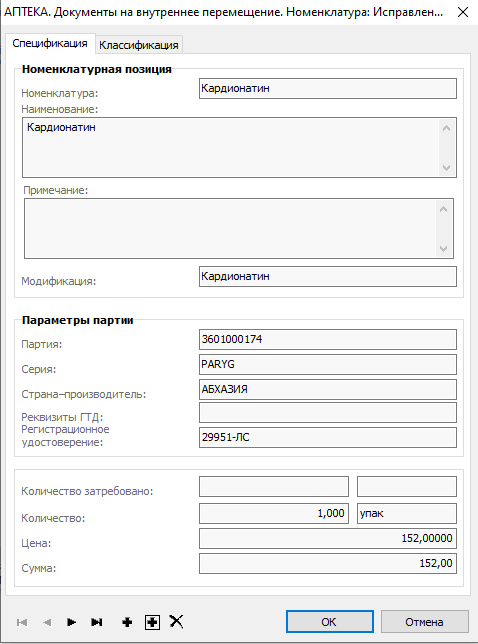 АПТЕКА. Документы на внутреннее перемещение. Номенклатура: Исправлен...
Спецификация Классификация
Номенклатурная позиция
Номенклатура: Кардионатин
Наименование:
Кардионатин
Примечание:
Модификация: Кардионатин
Параметры партии
Партия: 3601000174
Серия: PARYG
Страна-производитель: АБХАЗИЯ
Реквизиты ГТД:
Регистрационное
удостоверение: 29951-ЛС
Количество затребовано:
Количество: 1,000 упак
Цена: 152,00000
Сумма: 152,00
ОК Отмена